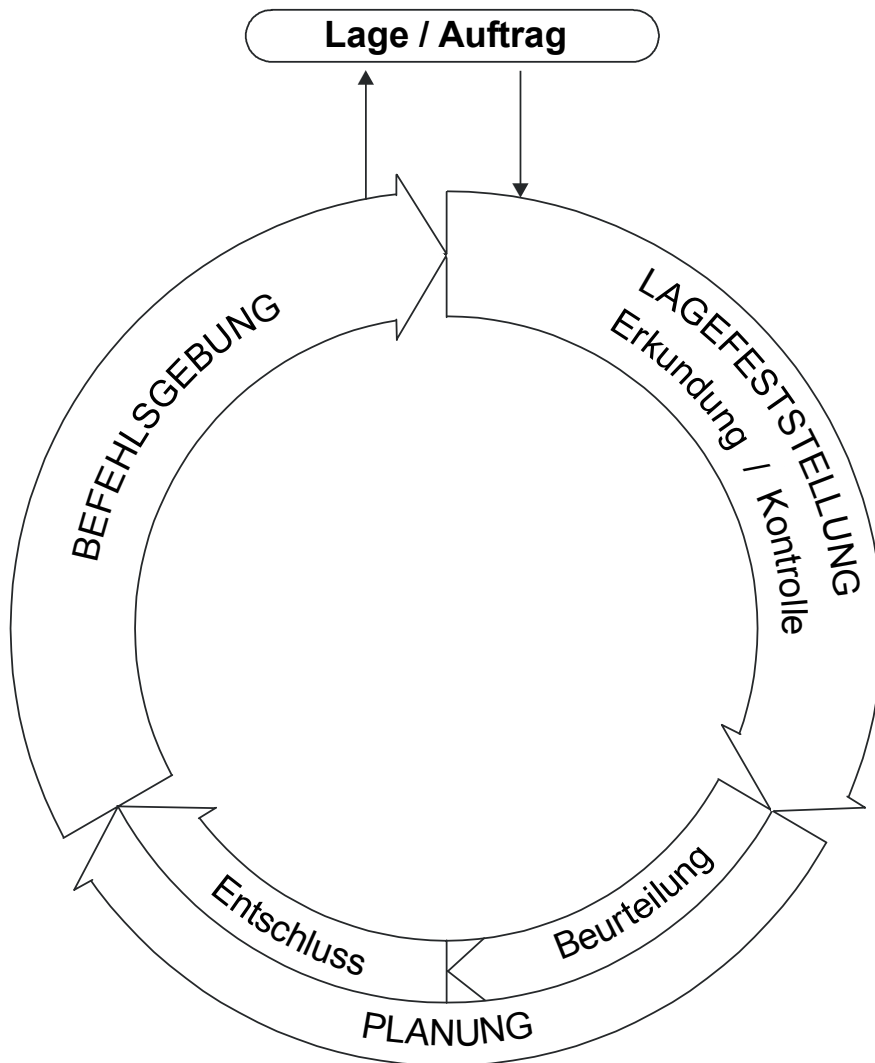 Lage / Auftrag
LAGEFESTSTELLUNG
Erkundung / Kontrolle
Beurteilung
Entschluss
PLANUNG
BEFEHLSGEBUNG